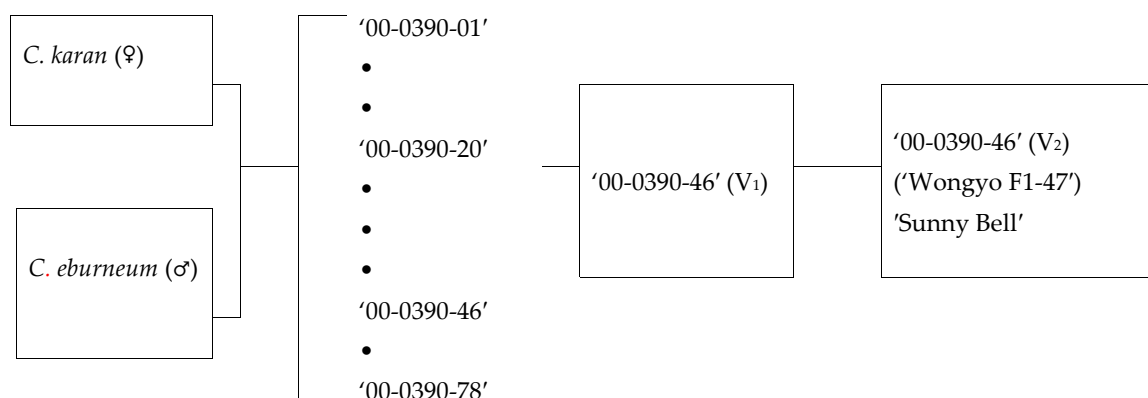 C. karan (♀)
C. eburneum (♂)
‘00-0390-01′
•
•
‘00-0390-20′
•
•
•
‘00-0390-46′
•
‘00-0390-78′
‘00-0390-46′ (V1)
‘00-0390-46′ (V2)
(‘Wongyo F1-47′)
′Sunny Bell′